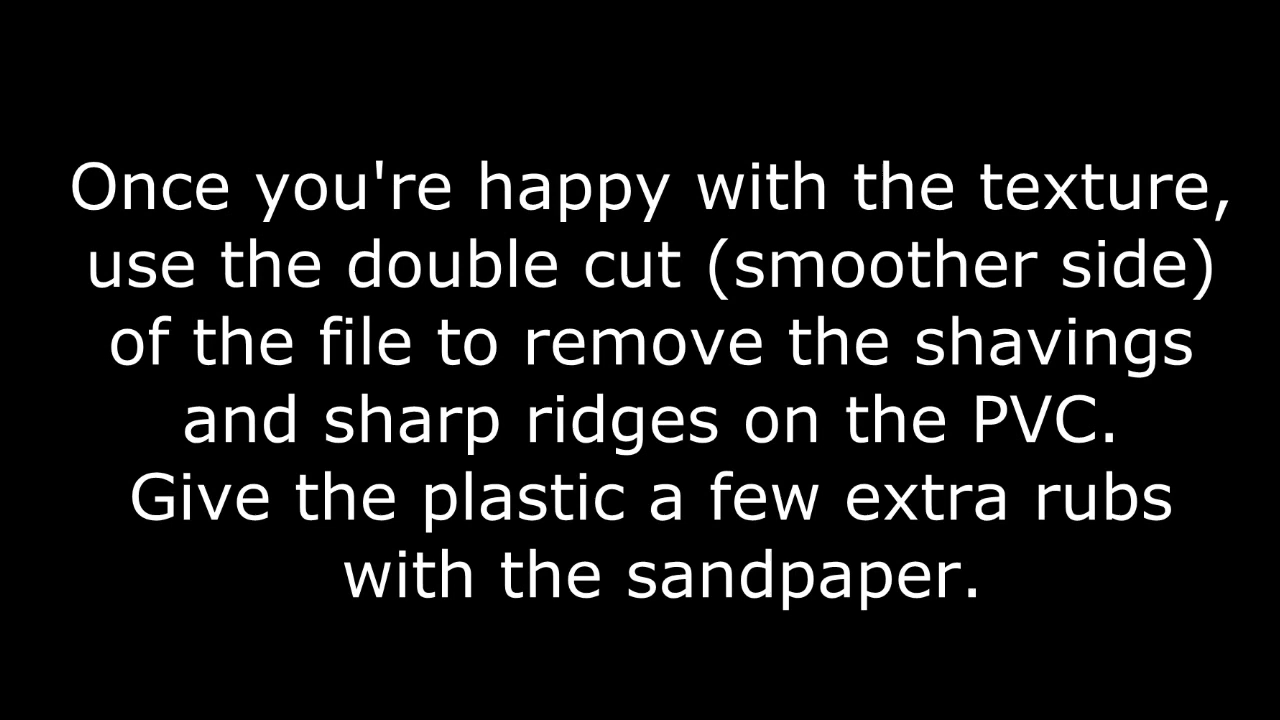 Once you're happy with the texture,
use the double cut (smoother side)
of the file to remove the shavings
and sharp ridges on the PVC.
Give the plastic a few extra rubs
with the sandpaper.